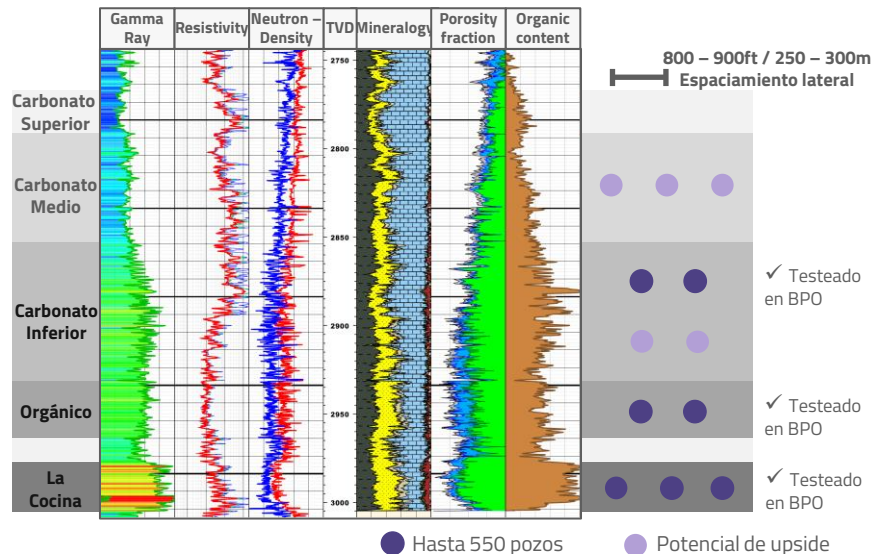 Gamma
Ray
Resistivity
Neutron –
Density
TVD
Mineralogy
Porosity
fraction
Organic
content
800 – 900ft / 250 – 300m
Espaciamiento lateral
2750
Carbonato
Superior
2800
Carbonato
Medio
2850
Carbonato
Inferior
✓ Testeado
en BPO
2900
Orgánico
✓ Testeado
en BPO
2950
La
Cocina
✓ Testeado
en BPO
3000
Hasta 550 pozos
Potencial de upside